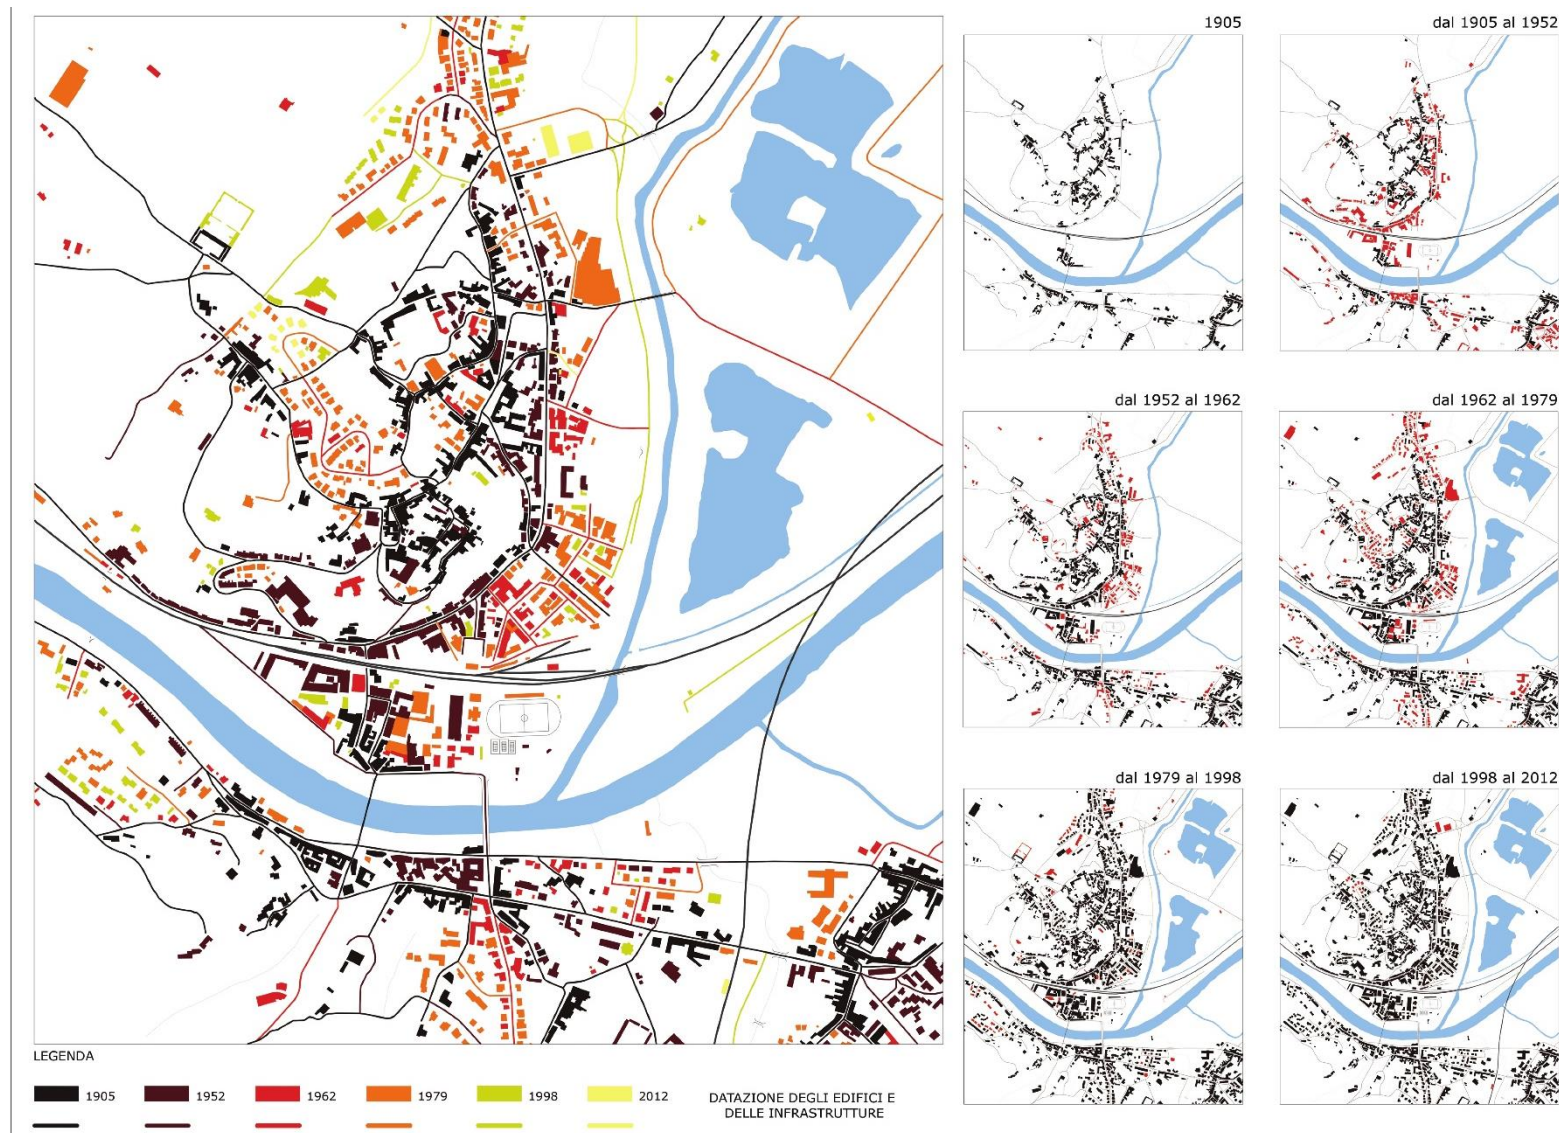 1905
dal 1905 al 1952
dal 1952 al 1962
dal 1962 al 1979
dal 1979 al 1998
dal 1998 al 2012
LEGENDA
1905
1952
1962
1979
1998
2012
DATAZIONE DEGLI EDIFICI E
DELLE INFRASTRUTTURE